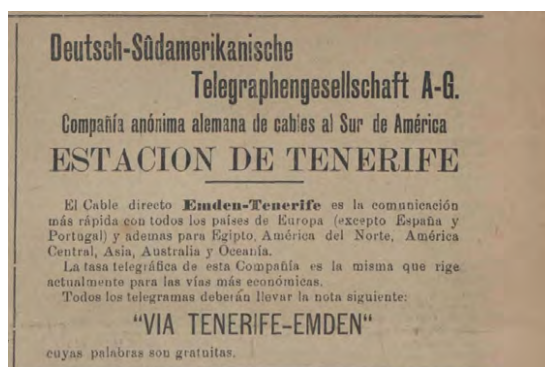 Deutsch-Südamerikanische
Telegraphengesellschaft A-G.
Compañía anónima alemana de cables al Sur de América
ESTACION DE TENERIFE
El Cable directo Emden-Tenerife es la comunicación
más rápida con todos los países de Europa (excepto España y
Portugal) y ademas para Egipto, América del Norte, América
Central, Asia, Australia y Oceanía.
La tasa telegráfica de esta Compañía es la misma que rige
actualmente para las vías más económicas.
Todos los telegramas deberán llevar la nota siguiente:
"VIA TENERIFE-EMDEN"
cuyas palabras son gratuitas.